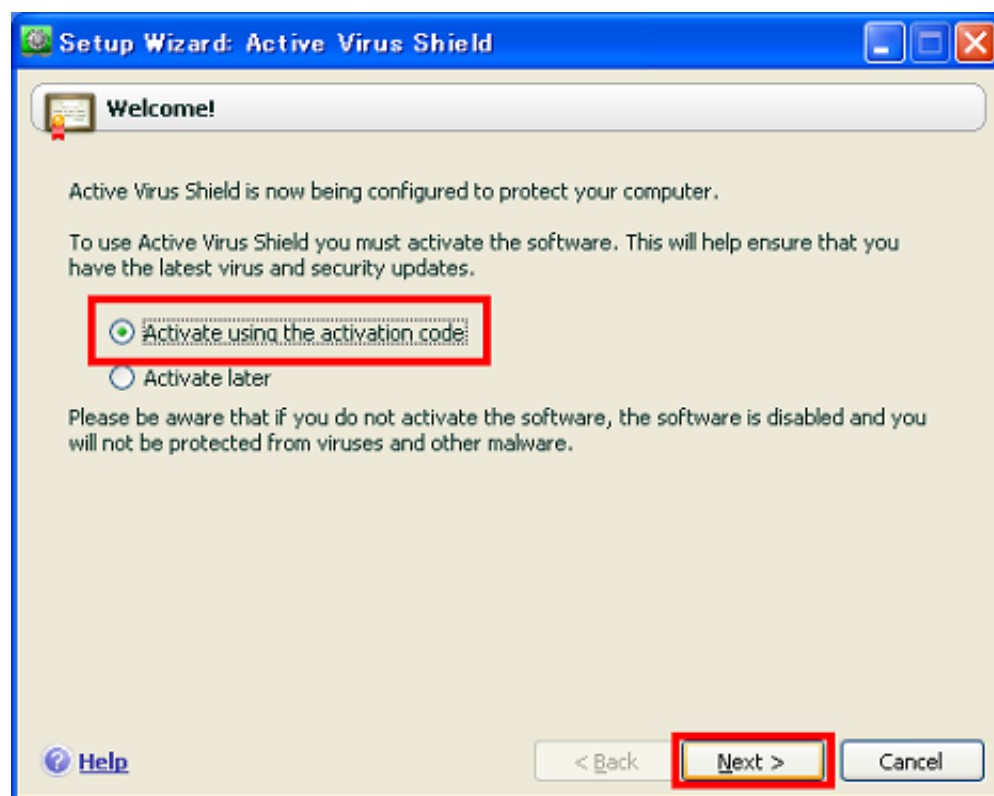 Setup Wizard: Active Virus Shield
Welcome!
Active Virus Shield is now being configured to protect your computer.
To use Active Virus Shield you must activate the software. This will help ensure that you
have the latest virus and security updates.
Activate using the activation code
Activate later
Please be aware that if you do not activate the software, the software is disabled and you
will not be protected from viruses and other malware.
Help
< Back
Next >
Cancel